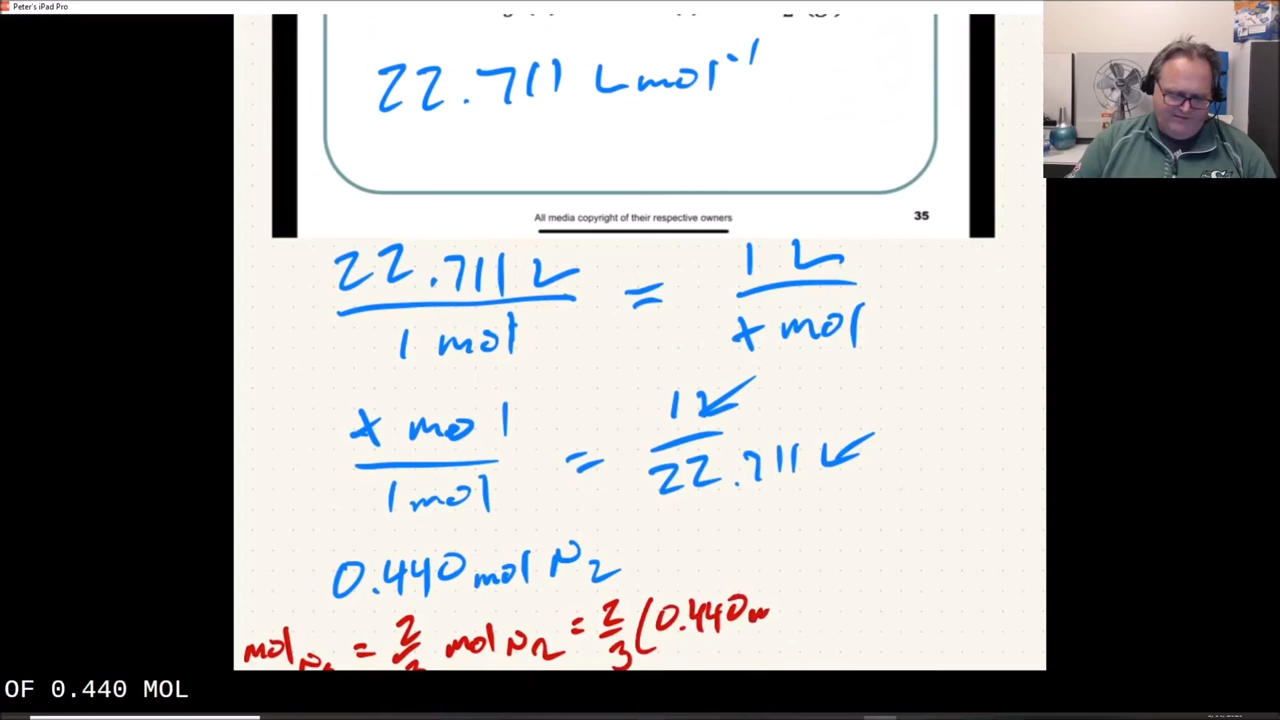 Peter's iPad Pro
22.711 L mol⁻¹
All media copyright of their respective owners
35
22.711 L / 1 mol = 1 L / x mol
x mol / 1 mol = 1 L / 22.711 L
0.440 mol N₂
mol = 2/3 mol N₂ = 2/3 (0.440
OF 0.440 MOL